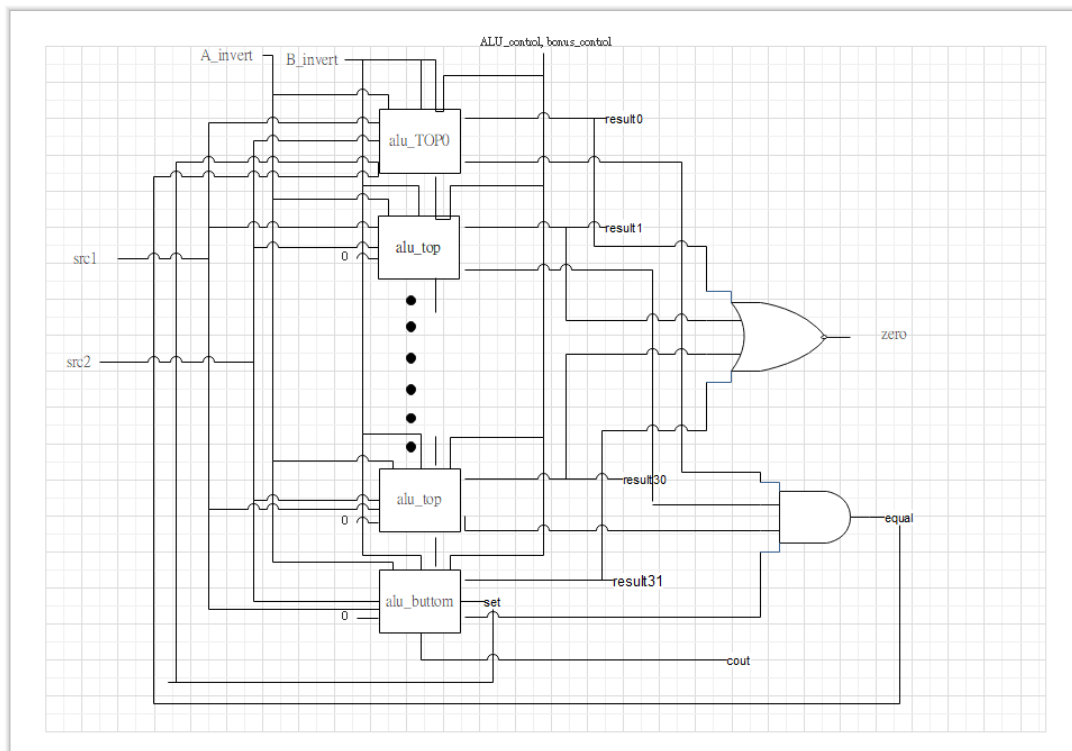 ALU_control, bonus_control
A_invert
B_invert
alu_TOP0
result0
alu_top
result1
src1
0
zero
src2
alu_top
result30
0
equal
alu_buttom
result31
set
0
cout